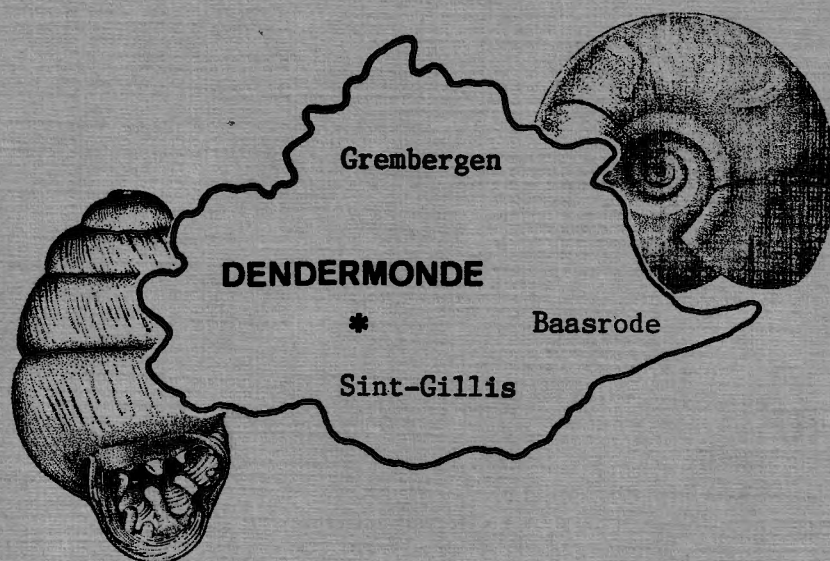 Grembergen
DENDERMONDE
*
Baasrode
Sint-Gillis